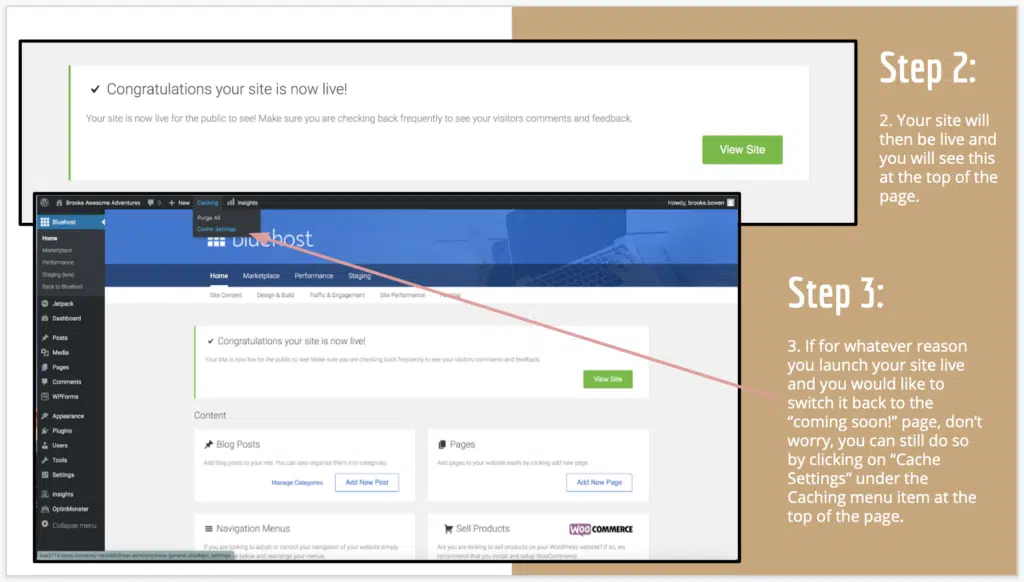 Congratulations your site is now live!
Your site is now live for the public to see! Make sure you are checking back frequently to see your visitors comments and feedback.
View Site
Step 2:
2. Your site will
then be live and
you will see this
at the top of the
page.
Brooke Awesome Adventures 0 + New Caching Insights
Howdy, brooke.bowen
Purge All
Cache Settings
Bluehost
Home
Marketplace
Performance
Staging
Back to Bluehost
Jetpack
Dashboard
Posts
Media
Pages
Comments
WPForms
Appearance
Plugins
Users
Tools
Settings
Insights
OptinMonster
Collapse menu
bluehost
Home Marketplace Performance Staging
Site Content Design & Build Traffic & Engagement Site Performance
Congratulations your site is now live!
Your site is now live for the public to see! Make sure you are checking back frequently to see your visitors comments and feedback.
View Site
Content
Blog Posts
Add blog posts to your site. You can also organize them into categories.
Manage Categories Add New Post
Pages
Add pages to your website easily by clicking add new page.
Add New Page
Navigation Menus
If you are looking to adjust or control your navigation of your website simply
below and rearrange your menus.
Sell Products
WOO COMMERCE
Are you looking to sell products on your WordPress website? If so, we
recommend that you install and setup WooCommerce.
Step 3:
3. If for whatever reason
you launch your site live
and you would like to
switch it back to the
“coming soon!” page, don’t
worry, you can still do so
by clicking on “Cache
Settings” under the
Caching menu item at the
top of the page.